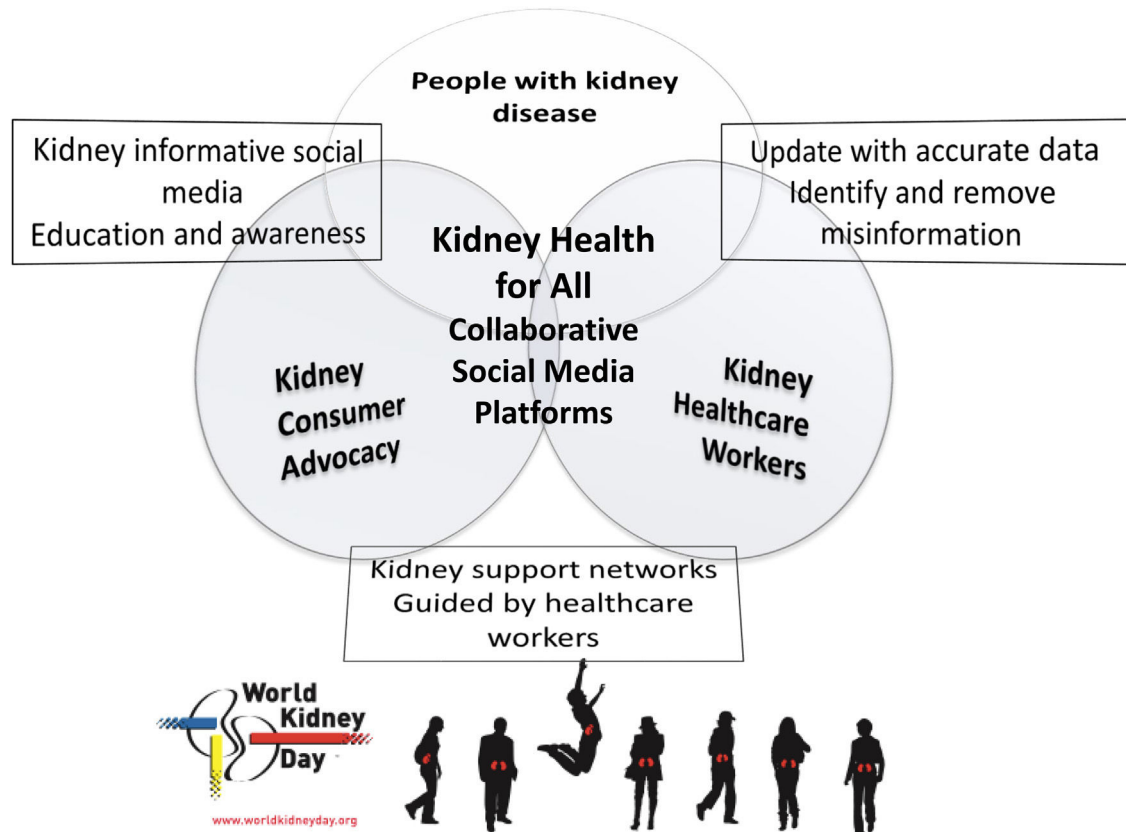 People with kidney
disease
Kidney informative social
media
Education and awareness
Update with accurate data
Identify and remove
misinformation
Kidney Health
for All
Collaborative
Social Media
Platforms
Kidney
Consumer
Advocacy
Kidney
Healthcare
Workers
Kidney support networks
Guided by healthcare
workers
World
Kidney
Day
www.worldkidneyday.org